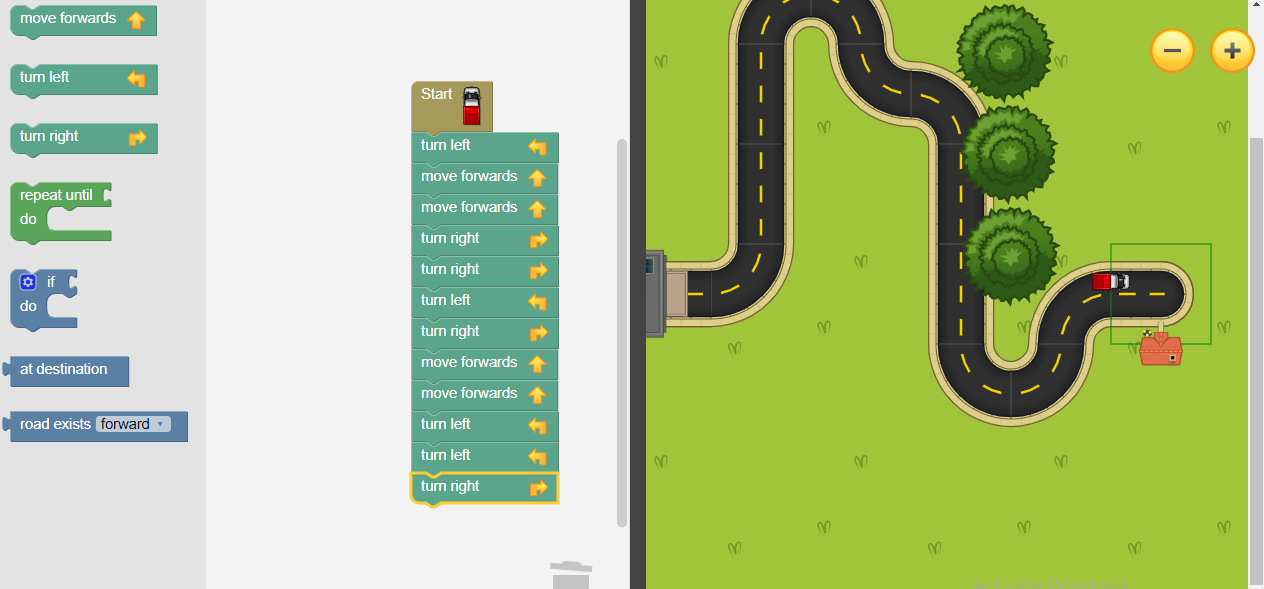 move forwards
turn left
turn right
repeat until
do
if
do
at destination
road exists forward
Start
turn left
move forwards
move forwards
turn right
turn right
turn left
turn right
move forwards
move forwards
turn left
turn left
turn right
Activate Windows